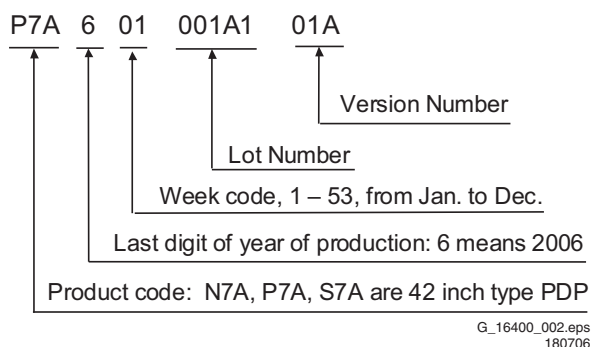 P7A 6 01 001A1 01A
Version Number
Lot Number
Week code, 1 – 53, from Jan. to Dec.
Last digit of year of production: 6 means 2006
Product code: N7A, P7A, S7A are 42 inch type PDP
G_16400_002.eps
180706